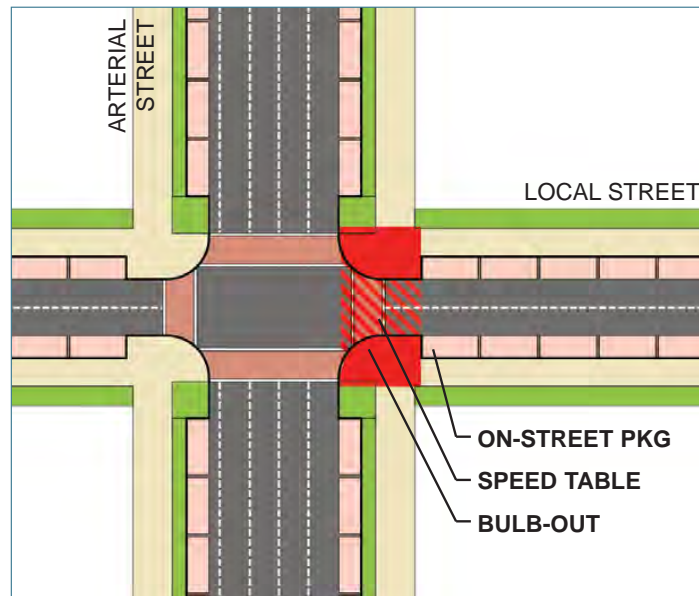 ARTERIAL
STREET
LOCAL STREET
ON-STREET PKG
SPEED TABLE
BULB-OUT